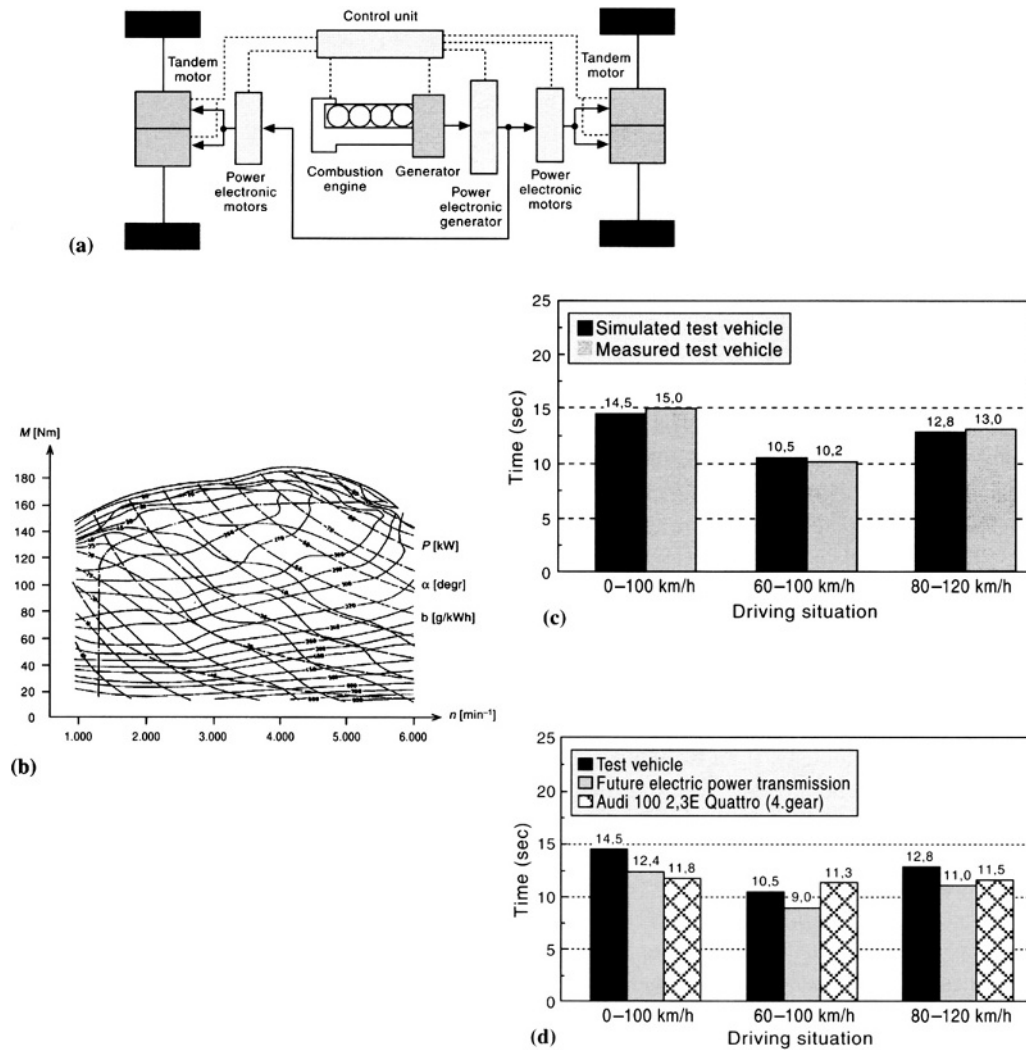 Control unit
Tandem
motor
Tandem
motor
Power
electronic
motors
Combustion
engine
Generator
Power
electronic
generator
Power
electronic
motors
(a)
M [Nm]
180
160
140
120
100
80
60
40
20
0
P [kW]
α [degr]
b [g/kWh]
1.000 2.000 3.000 4.000 5.000 6.000
n [min⁻¹]
(b)
25
20
15
10
5
0
Time (sec)
Simulated test vehicle
Measured test vehicle
14,5 15,0
10,5 10,2
12,8 13,0
0–100 km/h 60–100 km/h 80–120 km/h
Driving situation
(c)
25
20
15
10
5
0
Time (sec)
Test vehicle
Future electric power transmission
Audi 100 2,3E Quattro (4.gear)
14,5 12,4 11,8
10,5 9,0 11,3
12,8 11,0 11,5
0–100 km/h 60–100 km/h 80–120 km/h
Driving situation
(d)